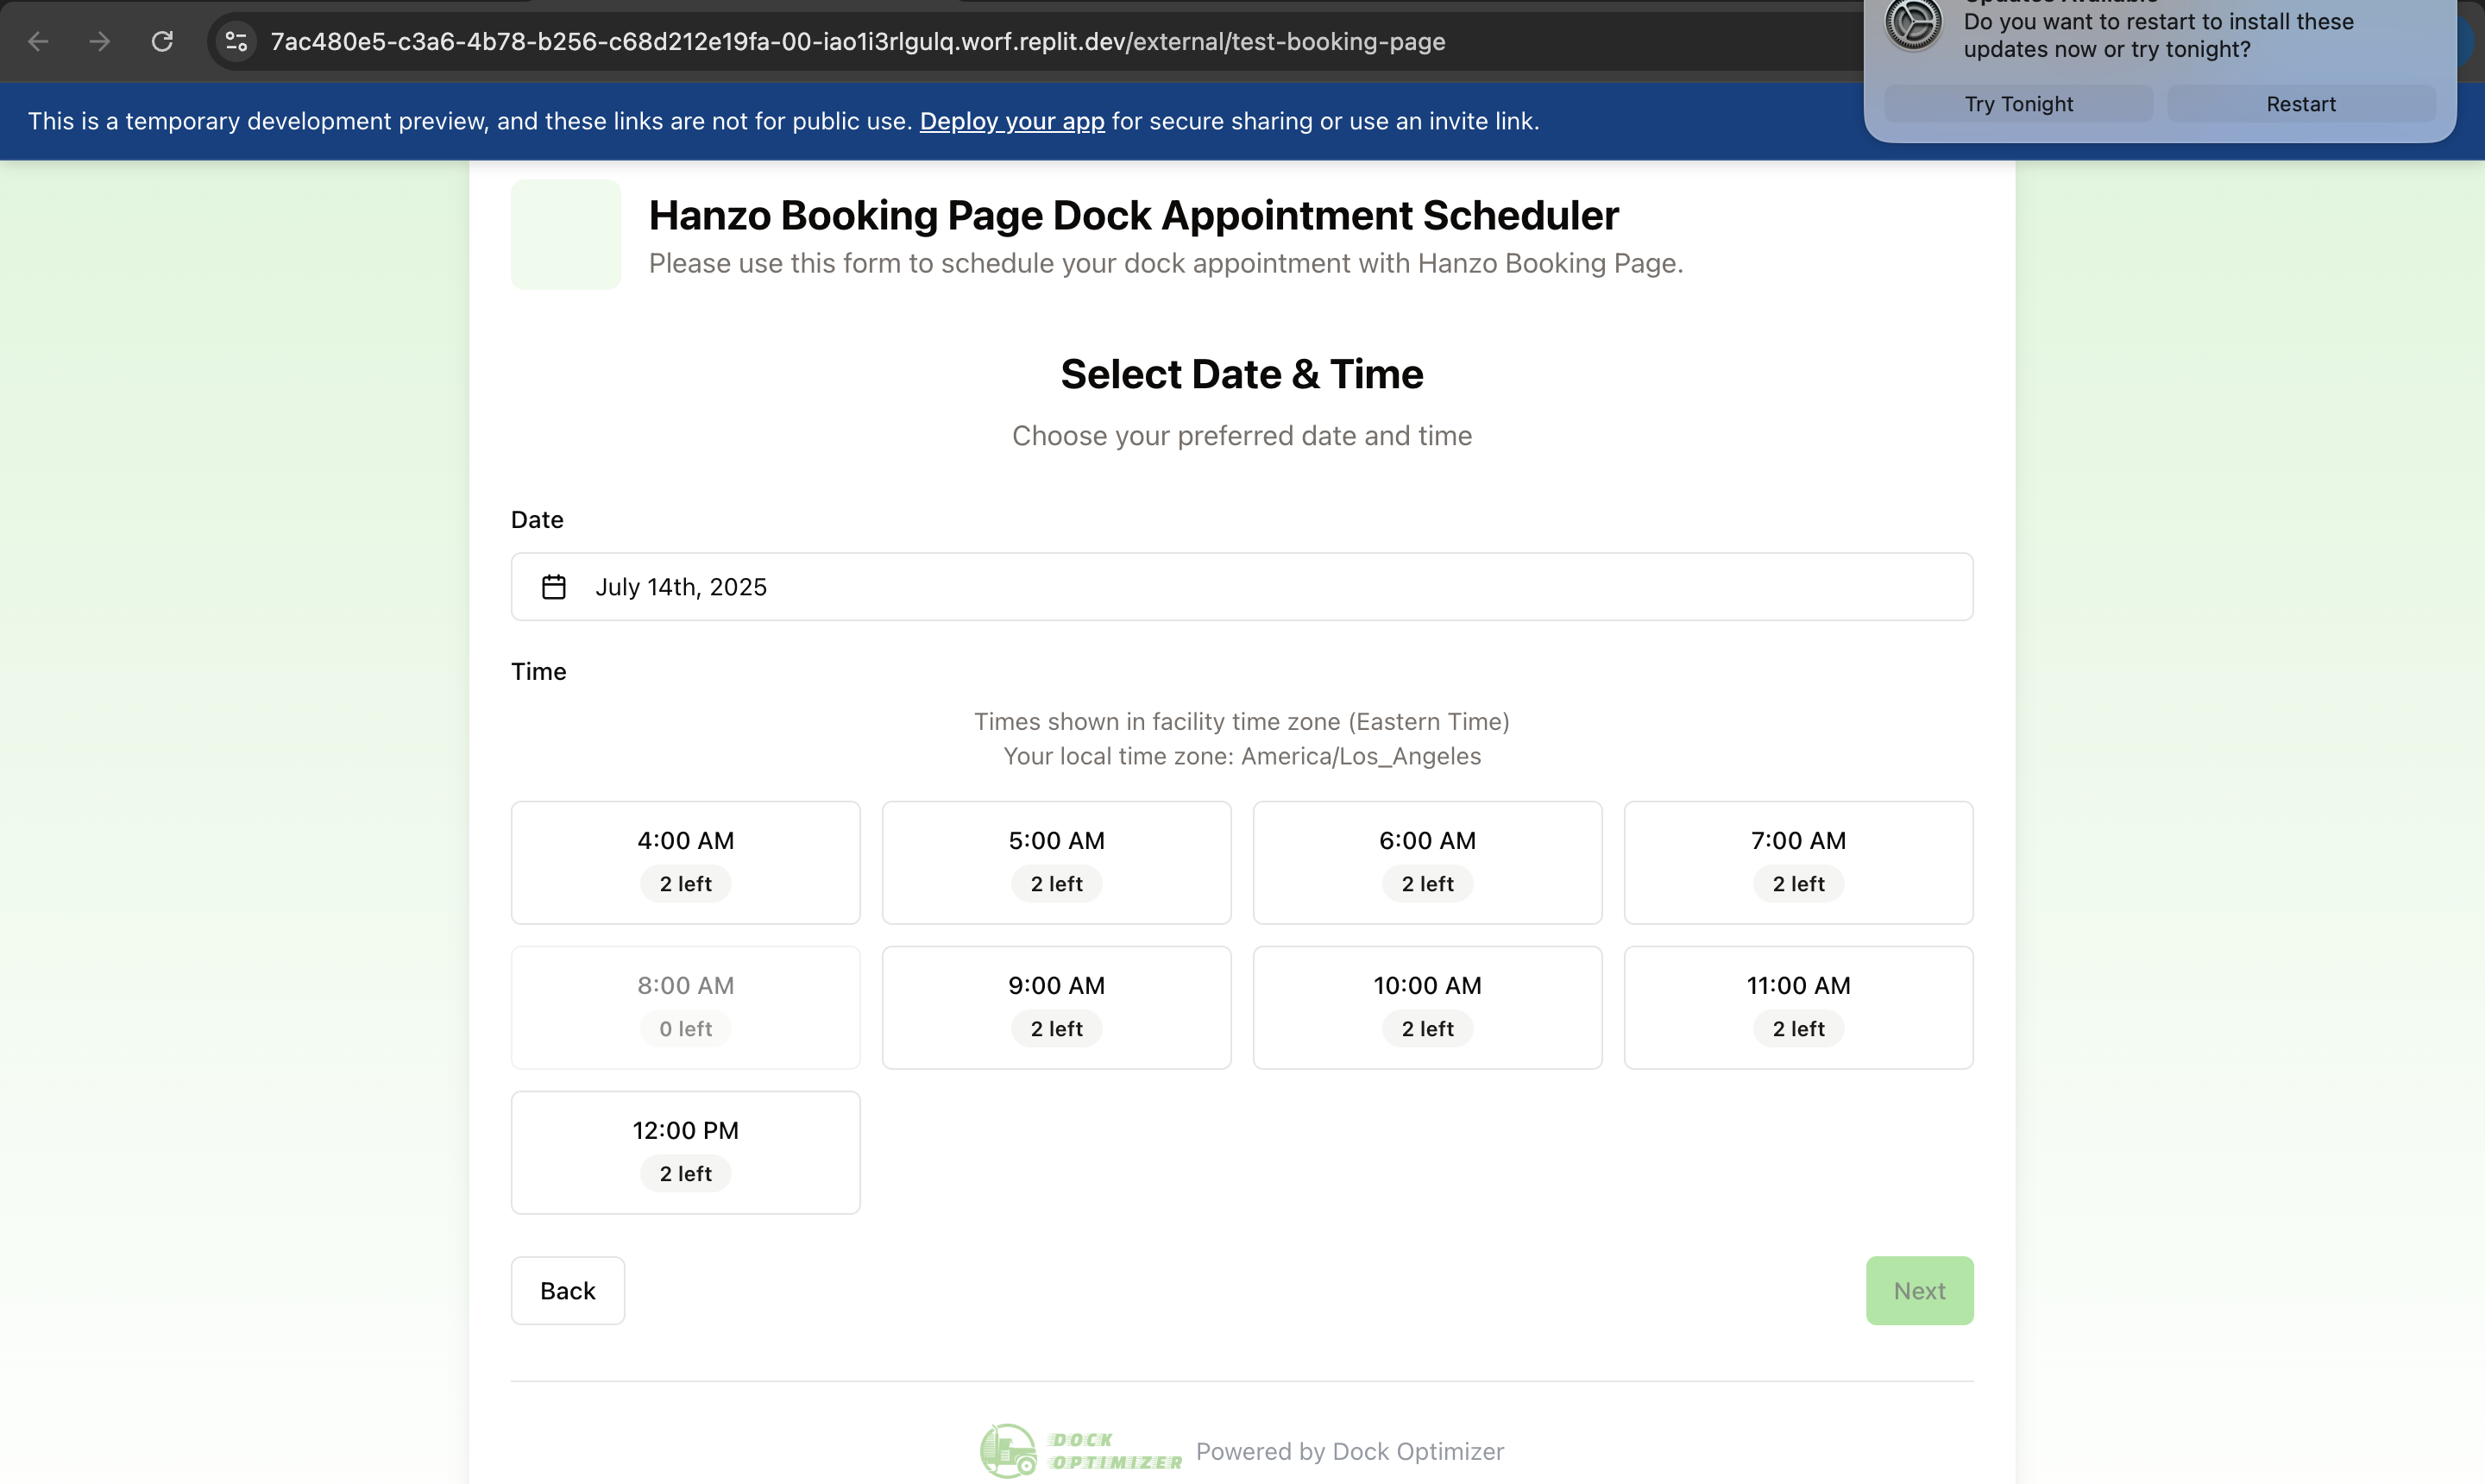 7ac480e5-c3a6-4b78-b256-c68d212e19fa-00-iao1i3rlgulq.worf.replit.dev/external/test-booking-page
Do you want to restart to install these
updates now or try tonight?
Try Tonight
Restart
This is a temporary development preview, and these links are not for public use. Deploy your app for secure sharing or use an invite link.
Hanzo Booking Page Dock Appointment Scheduler
Please use this form to schedule your dock appointment with Hanzo Booking Page.
Select Date & Time
Choose your preferred date and time
Date
July 14th, 2025
Time
Times shown in facility time zone (Eastern Time)
Your local time zone: America/Los_Angeles
4:00 AM
2 left
5:00 AM
2 left
6:00 AM
2 left
7:00 AM
2 left
8:00 AM
0 left
9:00 AM
2 left
10:00 AM
2 left
11:00 AM
2 left
12:00 PM
2 left
Back
Next
DOCK
OPTIMIZER
Powered by Dock Optimizer